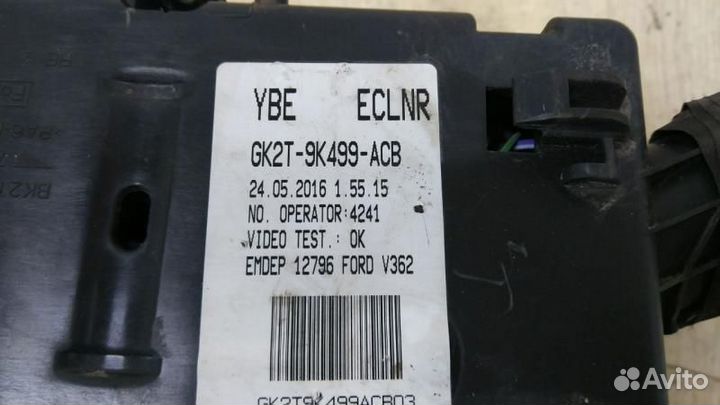 YBE ECLNR
GK2T-9K499-ACB
24.05.2016 1.55.15
NO. OPERATOR:4241
VIDEO TEST.: OK
EMDEP 12796 FORD V362
GK2T9K499ACB03
Avito